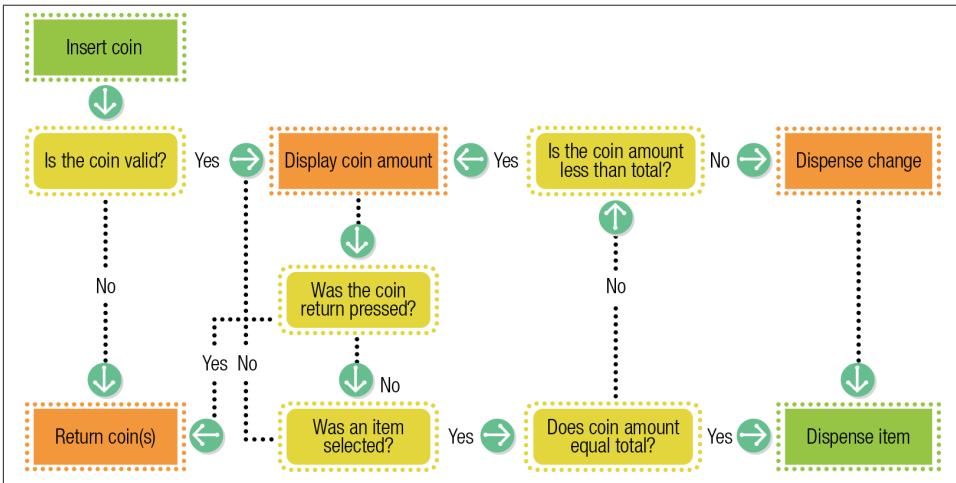 Insert coin
Is the coin valid?
Yes
Display coin amount
Yes
Is the coin amount
less than total?
No
Dispense change
No
Was the coin
return pressed?
No
Yes
No
No
Return coin(s)
Was an item
selected?
Yes
Does coin amount
equal total?
Yes
Dispense item